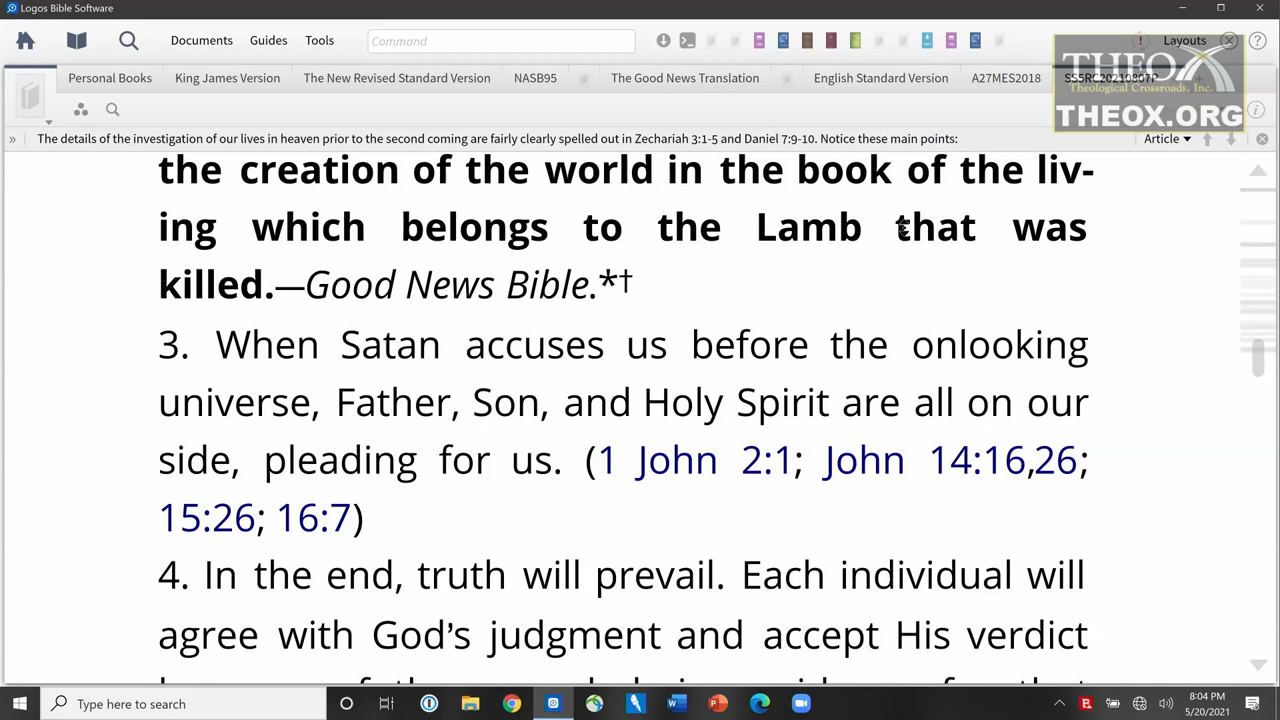 Logos Bible Software
Documents Guides Tools Command Layouts
Personal Books King James Version The New Revised Standard Version NASB95 The Good News Translation English Standard Version A27MES2018 SS5RC20210807P
THEOX
Theological Crossroads, Inc.
THEOX.ORG
The details of the investigation of our lives in heaven prior to the second coming are fairly clearly spelled out in Zechariah 3:1-5 and Daniel 7:9-10. Notice these main points: Article
the creation of the world in the book of the liv-
ing which belongs to the Lamb that was
killed.—Good News Bible.*†
3. When Satan accuses us before the onlooking
universe, Father, Son, and Holy Spirit are all on our
side, pleading for us. (1 John 2:1; John 14:16,26;
15:26; 16:7)
4. In the end, truth will prevail. Each individual will
agree with God's judgment and accept His verdict
Type here to search
8:04 PM
5/20/2021